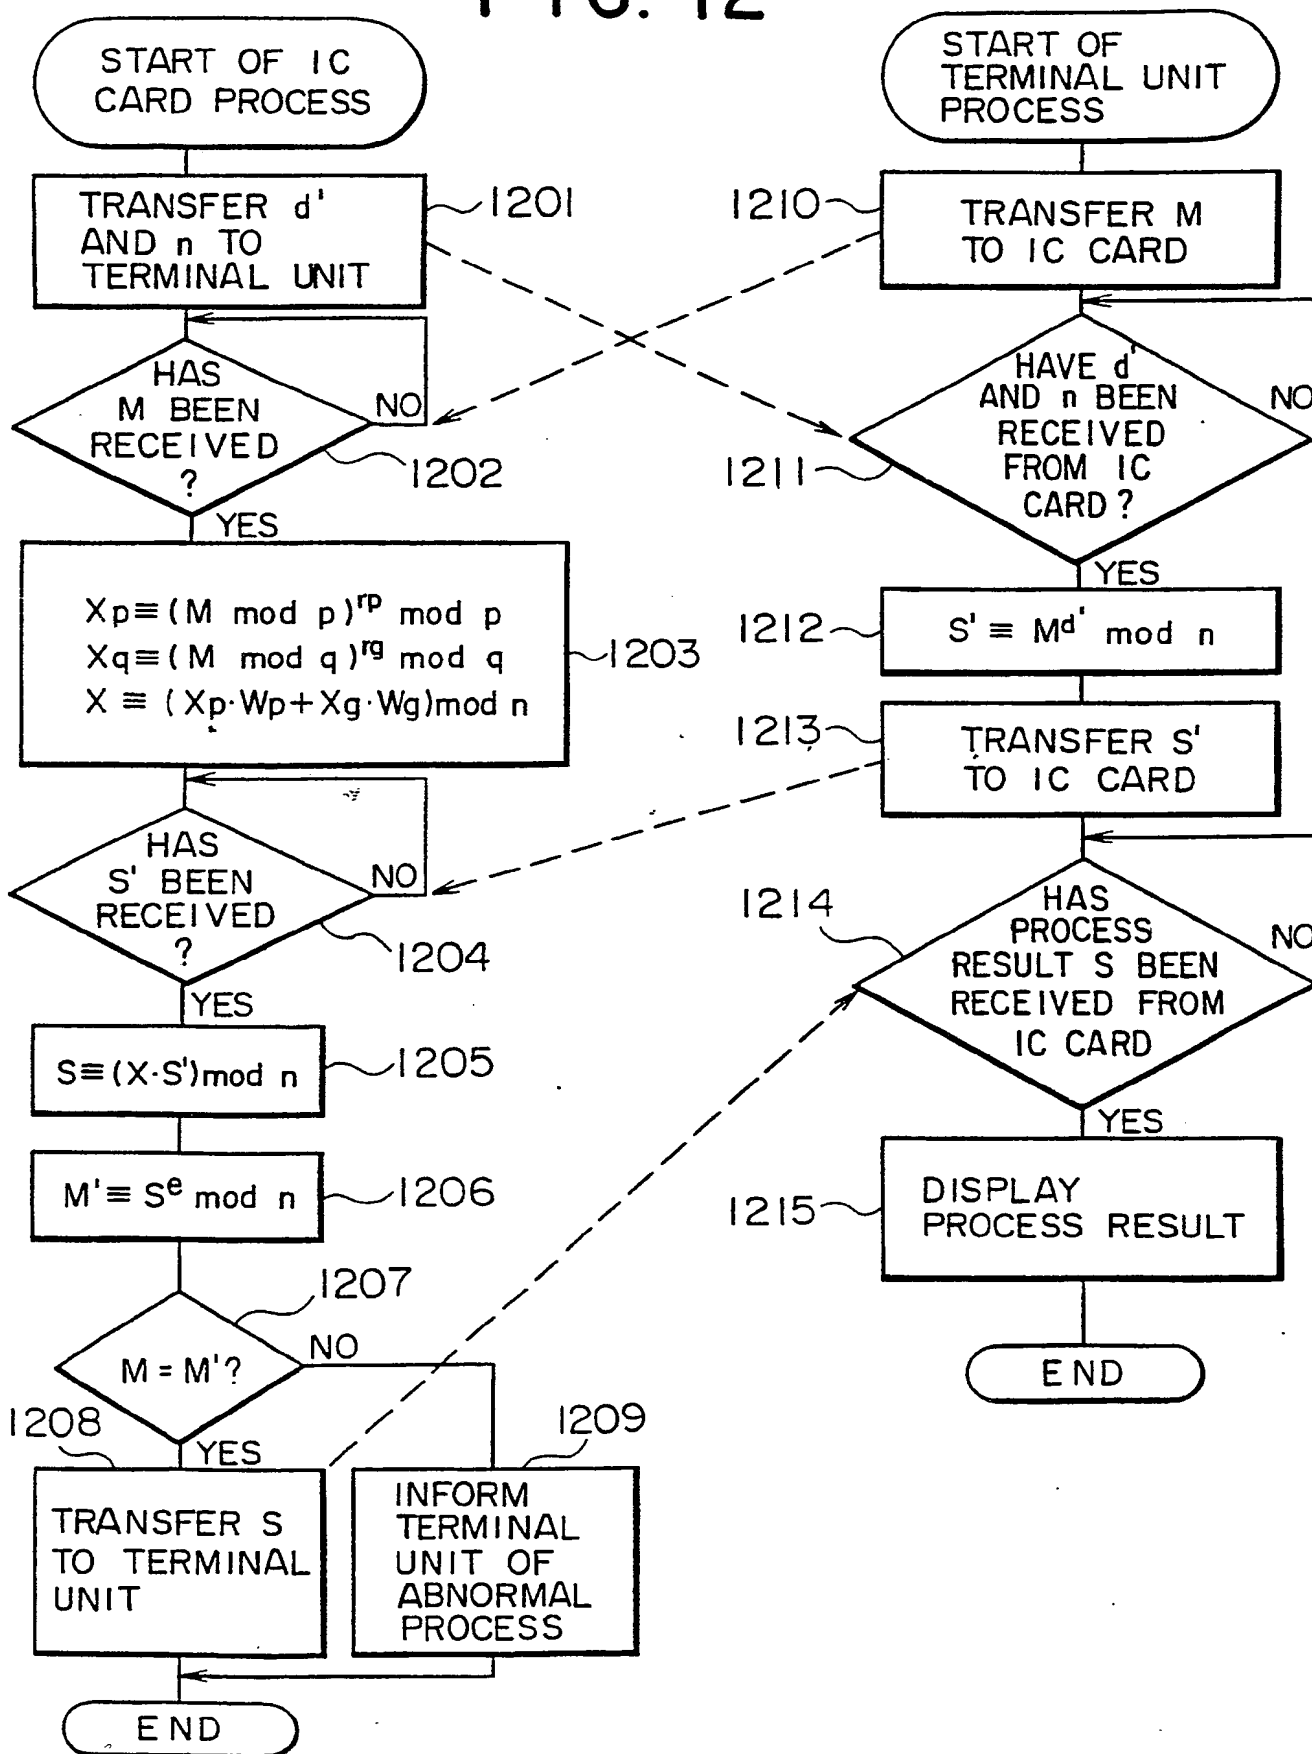 FIG. 12
START OF IC
CARD PROCESS
TRANSFER d'
AND n TO
TERMINAL UNIT
1201
HAS
M BEEN
RECEIVED
?
NO
1202
YES
Xp≡(M mod p)^rp mod p
Xq≡(M mod q)^rg mod q
X ≡ (Xp·Wp+Xg·Wg)mod n
1203
HAS
S' BEEN
RECEIVED
?
NO
1204
YES
S≡(X·S')mod n
1205
M'≡S^e mod n
1206
1207
M = M'?
NO
1208
YES
TRANSFER S
TO TERMINAL
UNIT
1209
INFORM
TERMINAL
UNIT OF
ABNORMAL
PROCESS
END
START OF
TERMINAL UNIT
PROCESS
1210
TRANSFER M
TO IC CARD
HAVE d'
AND n BEEN
RECEIVED
FROM IC
CARD?
NO
1211
YES
1212
S' ≡ M^d' mod n
1213
TRANSFER S'
TO IC CARD
1214
HAS
PROCESS
RESULT S BEEN
RECEIVED FROM
IC CARD
NO
YES
1215
DISPLAY
PROCESS RESULT
END